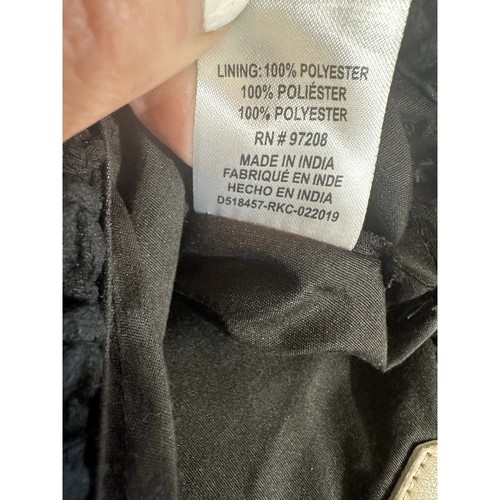 LINING: 100% POLYESTER
100% POLIÉSTER
100% POLYESTER
RN # 97208
MADE IN INDIA
FABRIQUÉ EN INDE
HECHO EN INDIA
D518457-RKC-022019